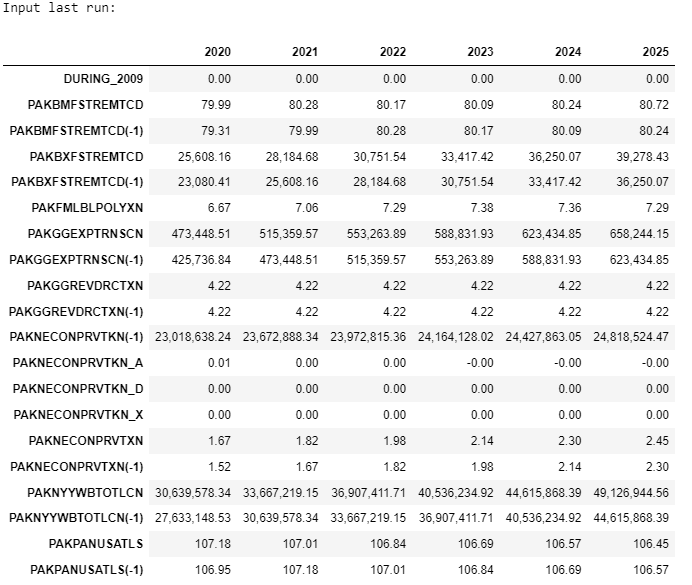 Input last run:
2020 2021 2022 2023 2024 2025
DURING_2009 0.00 0.00 0.00 0.00 0.00 0.00
PAKBMFSTREMTCD 79.99 80.28 80.17 80.09 80.24 80.72
PAKBMFSTREMTCD(-1) 79.31 79.99 80.28 80.17 80.09 80.24
PAKBXFSTREMTCD 25,608.16 28,184.68 30,751.54 33,417.42 36,250.07 39,278.43
PAKBXFSTREMTCD(-1) 23,080.41 25,608.16 28,184.68 30,751.54 33,417.42 36,250.07
PAKFMLBLPOLYXN 6.67 7.06 7.29 7.38 7.36 7.29
PAKGGEXPTRNSCN 473,448.51 515,359.57 553,263.89 588,831.93 623,434.85 658,244.15
PAKGGEXPTRNSCN(-1) 425,736.84 473,448.51 515,359.57 553,263.89 588,831.93 623,434.85
PAKGGREVDRCTXN 4.22 4.22 4.22 4.22 4.22 4.22
PAKGGREVDRCTXN(-1) 4.22 4.22 4.22 4.22 4.22 4.22
PAKNECONPRVTKN(-1) 23,018,638.24 23,672,888.34 23,972,815.36 24,164,128.02 24,427,863.05 24,818,524.47
PAKNECONPRVTKN_A 0.01 0.00 0.00 -0.00 -0.00 -0.00
PAKNECONPRVTKN_D 0.00 0.00 0.00 0.00 0.00 0.00
PAKNECONPRVTKN_X 0.00 0.00 0.00 0.00 0.00 0.00
PAKNECONPRVTXN 1.67 1.82 1.98 2.14 2.30 2.45
PAKNECONPRVTXN(-1) 1.52 1.67 1.82 1.98 2.14 2.30
PAKNYYWBTOTLCN 30,639,578.34 33,667,219.15 36,907,411.71 40,536,234.92 44,615,868.39 49,126,944.56
PAKNYYWBTOTLCN(-1) 27,633,148.53 30,639,578.34 33,667,219.15 36,907,411.71 40,536,234.92 44,615,868.39
PAKPANUSATLS 107.18 107.01 106.84 106.69 106.57 106.45
PAKPANUSATLS(-1) 106.95 107.18 107.01 106.84 106.69 106.57